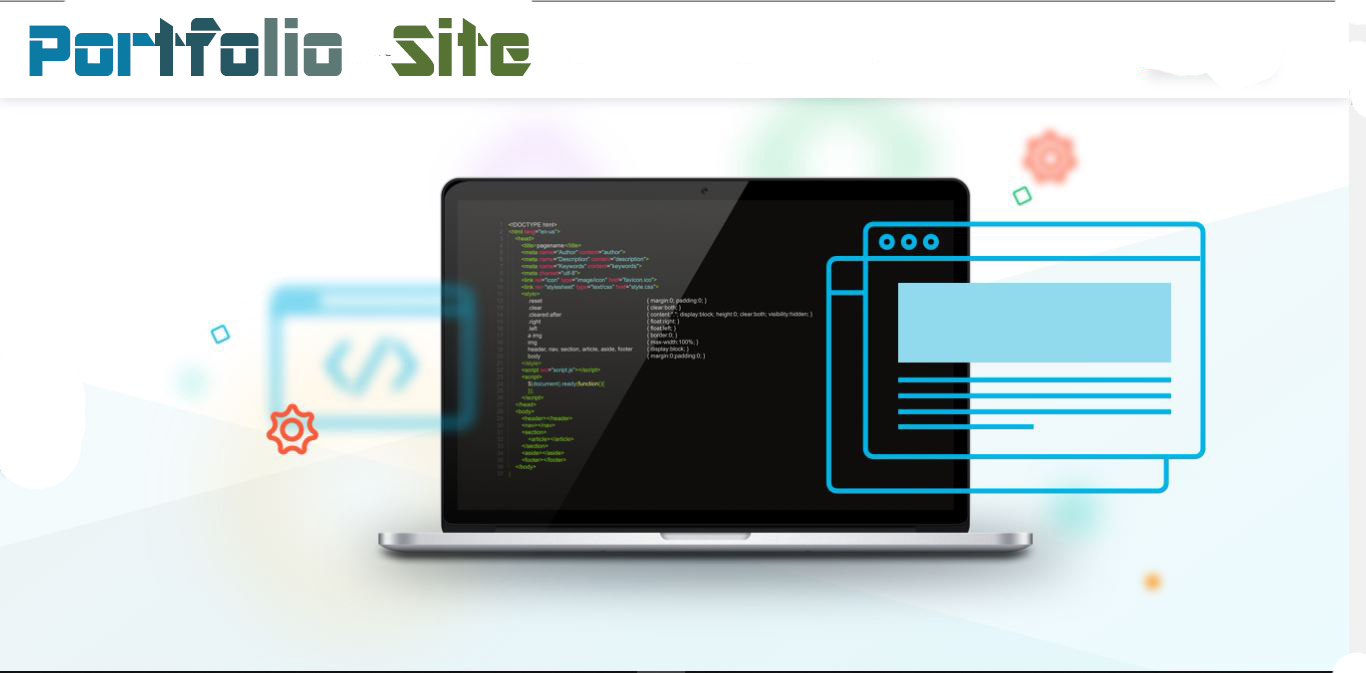 Portfolio Site
<!DOCTYPE html>
<html lang="en-us">
<head>
<title>pagename</title>
<meta name="Author" content="author">
<meta name="Description" content="description">
<meta name="Keywords" content="keywords">
<meta charset="utf-8">
<link rel="icon" type="image/icon" href="favicon.ico">
<link rel="stylesheet" type="text/css" href="style.css">
<style>
.reset { margin:0; padding:0; }
.clear { clear:both; }
.cleared:after { content:"."; display:block; height:0; clear:both; visibility:hidden; }
.right { float:right; }
.left { float:left; }
a img { border:0; }
img { max-width:100%; }
header, nav, section, article, aside, footer { display:block; }
body { margin:0;padding:0; }
</style>
<script src="script.js"></script>
<script>
$(document).ready(function(){
});
</script>
</head>
<body>
<header></header>
<nav></nav>
<section>
<article></article>
</section>
<aside></aside>
<footer></footer>
</body>
</>